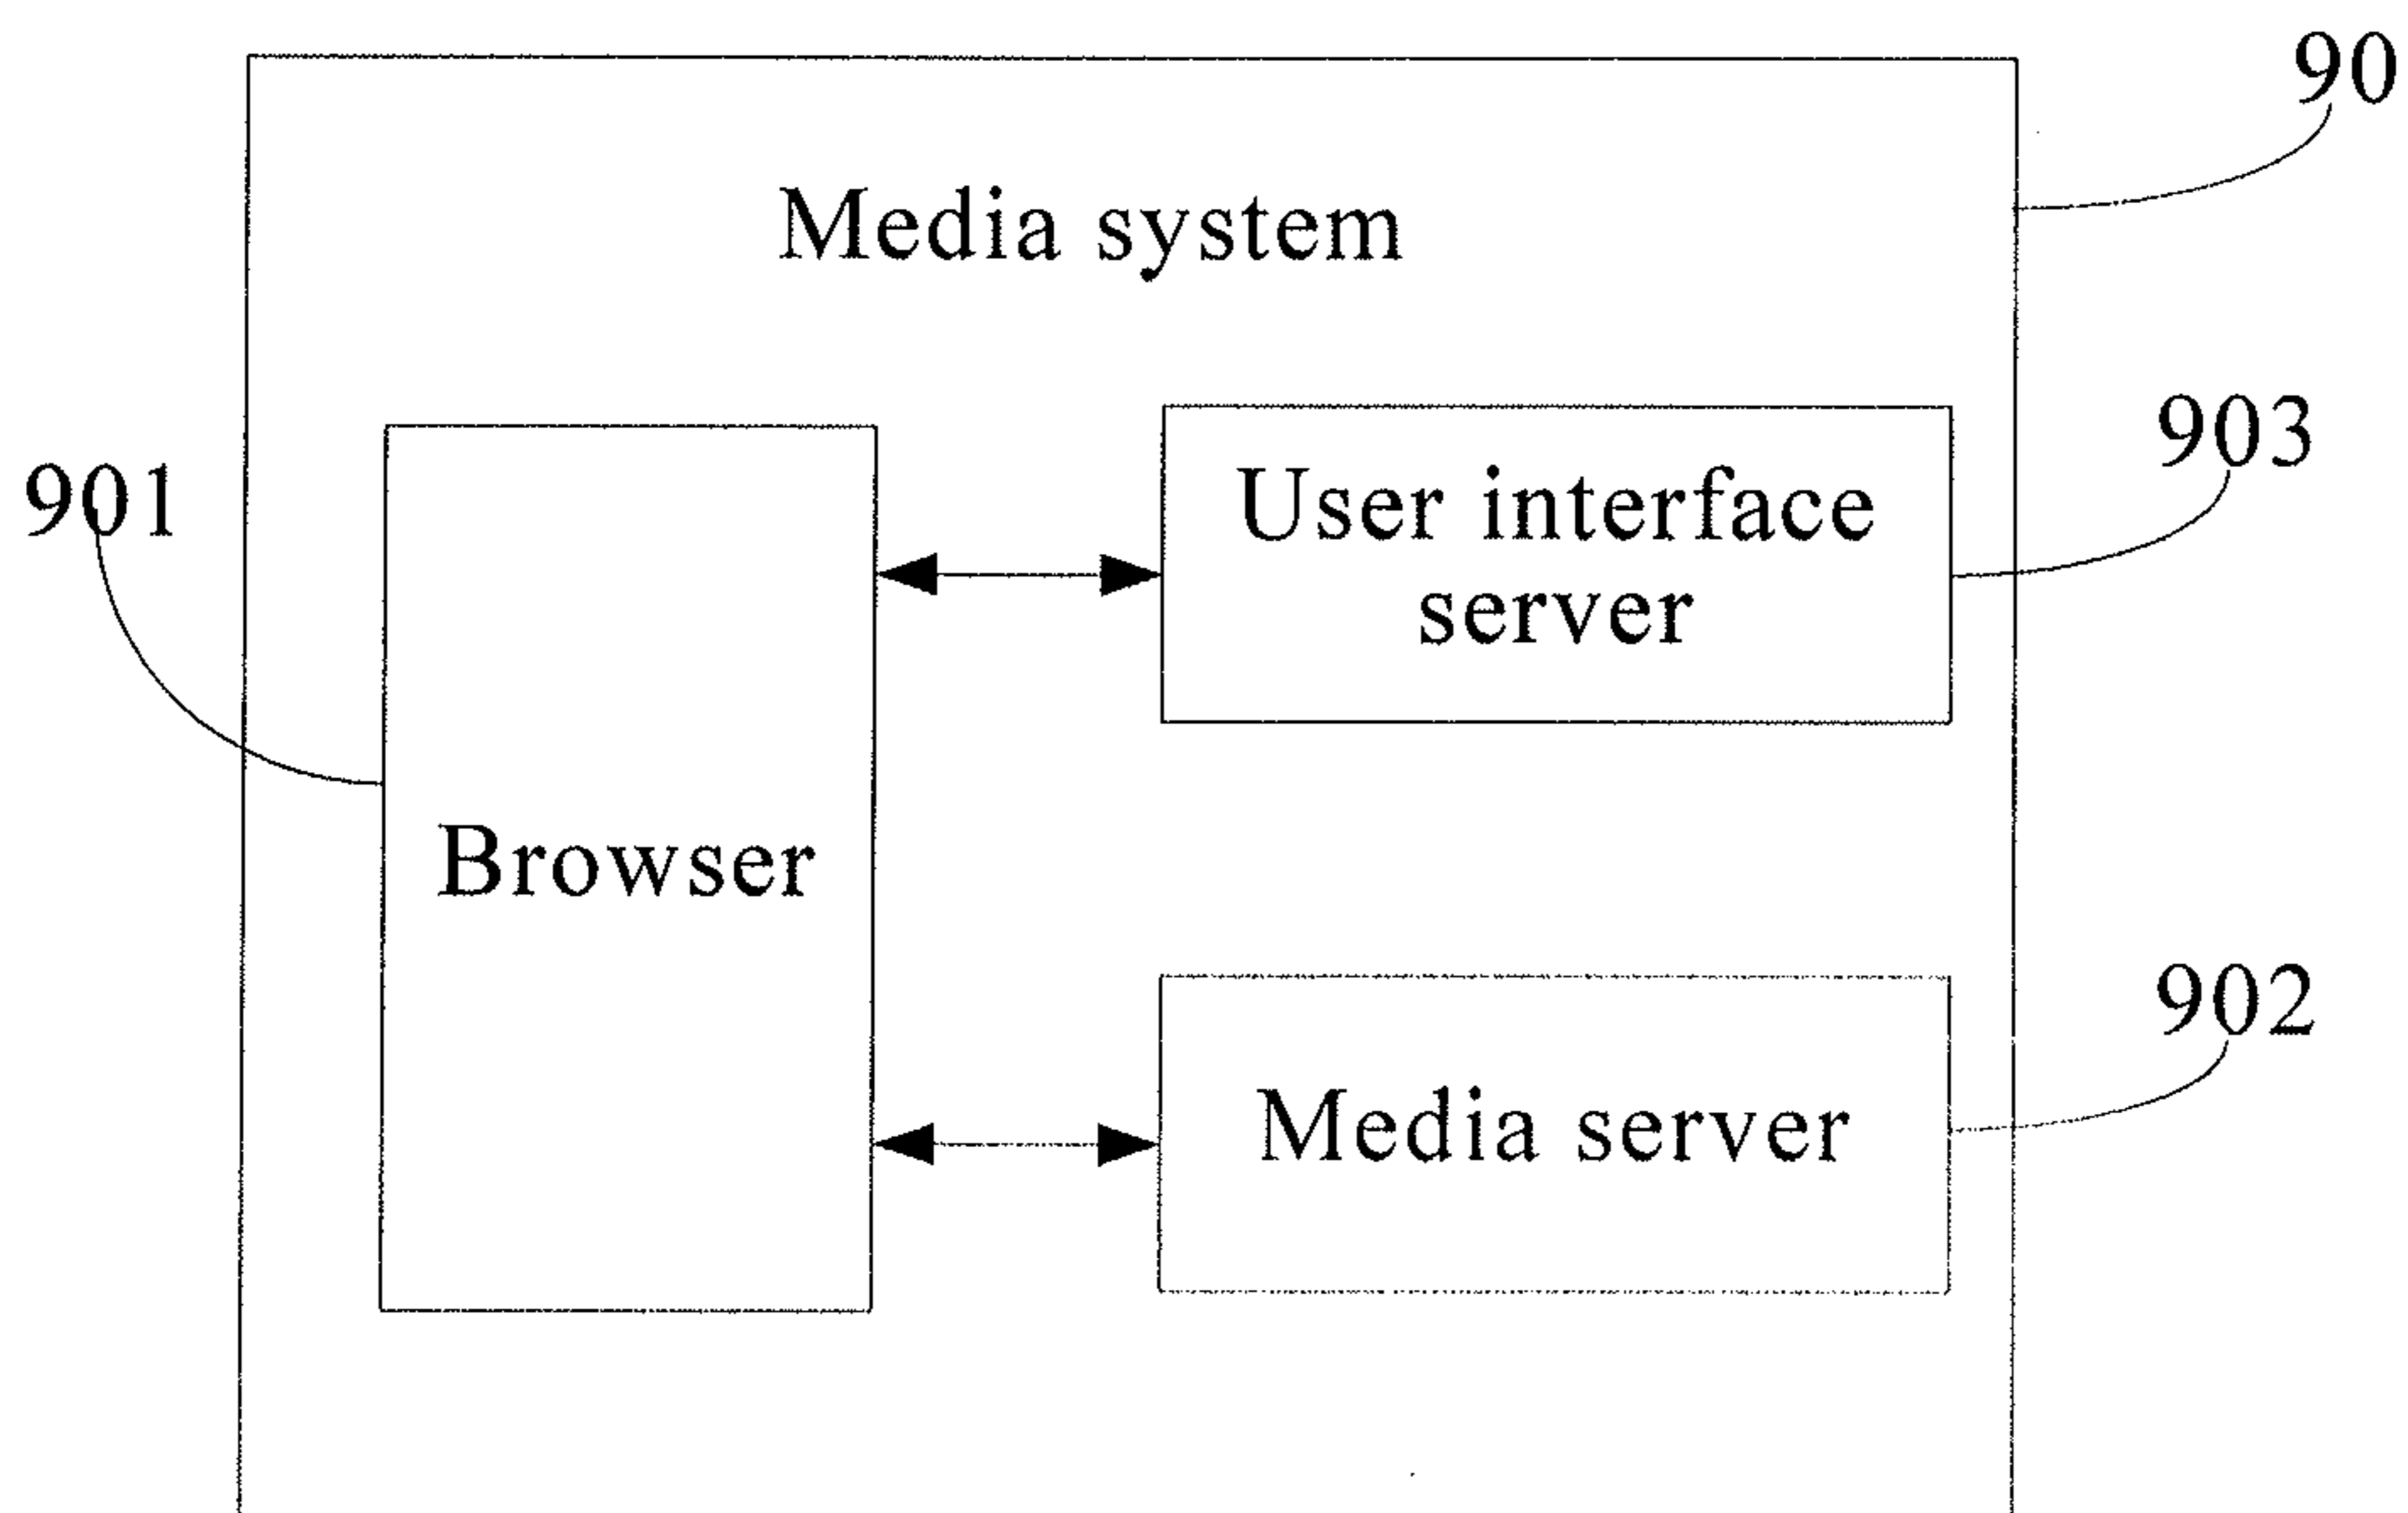 90
Media system
903
901
User interface
server
Browser
902
Media server